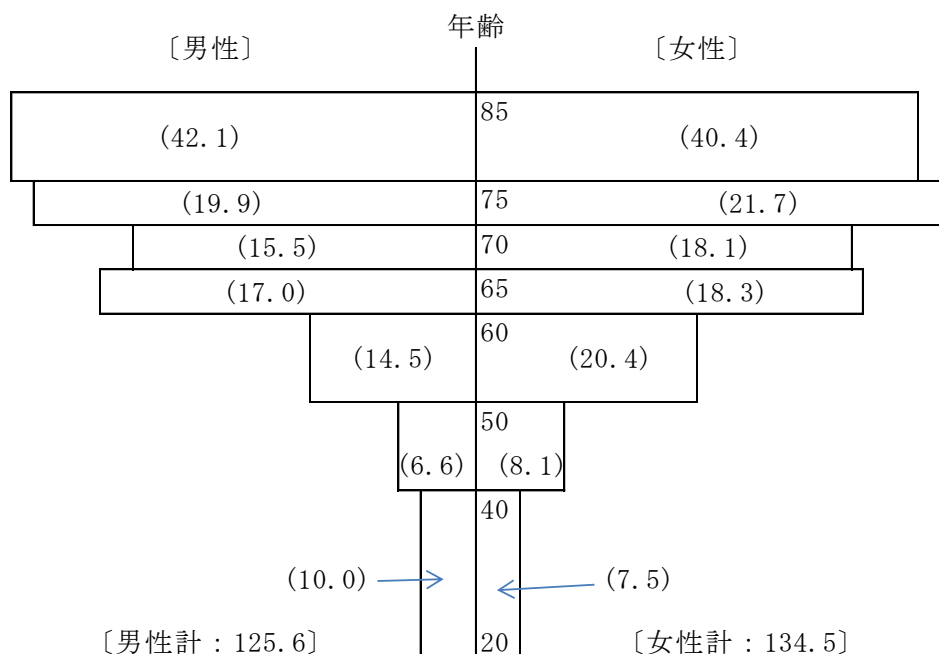 年齢
〔男性〕 〔女性〕
85
(42.1) (40.4)
(19.9) 75 (21.7)
(15.5) 70 (18.1)
(17.0) 65 (18.3)
60
(14.5) (20.4)
50
(6.6) (8.1)
40
(10.0) (7.5)
〔男性計:125.6〕 20 〔女性計:134.5〕